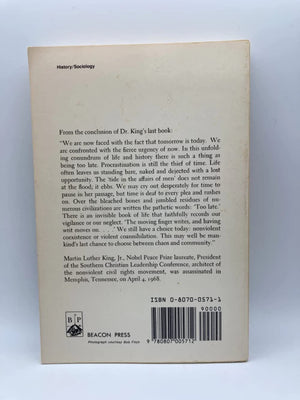 History/Sociology
From the conclusion of Dr. King's last book:
"We are now faced with the fact that tomorrow is today. We
are confronted with the fierce urgency of now. In this unfold-
ing conundrum of life and history there is such a thing as
being too late. Procrastination is still the thief of time. Life
often leaves us standing bare, naked and dejected with a lost
opportunity. The 'tide in the affairs of men' does not remain
at the flood; it ebbs. We may cry out desperately for time to
pause in her passage, but time is deaf to every plea and rushes
on. Over the bleached bones and jumbled residues of nu-
merous civilizations are written the pathetic words: 'Too late.'
There is an invisible book of life that faithfully records our
vigilance or our neglect. 'The moving finger writes, and having
writ moves on. . . .' We still have a choice today: nonviolent
coexistence or violent coannihilation. This may well be man-
kind's last chance to choose between chaos and community."
Martin Luther King, Jr., Nobel Peace Prize laureate, President
of the Southern Christian Leadership Conference, architect of
the nonviolent civil rights movement, was assassinated in
Memphis, Tennessee, on April 4, 1968.
ISBN 0-8070-0571-1
90000
9 780807 005712
B P
BEACON PRESS
Photograph courtesy Bob Fitch